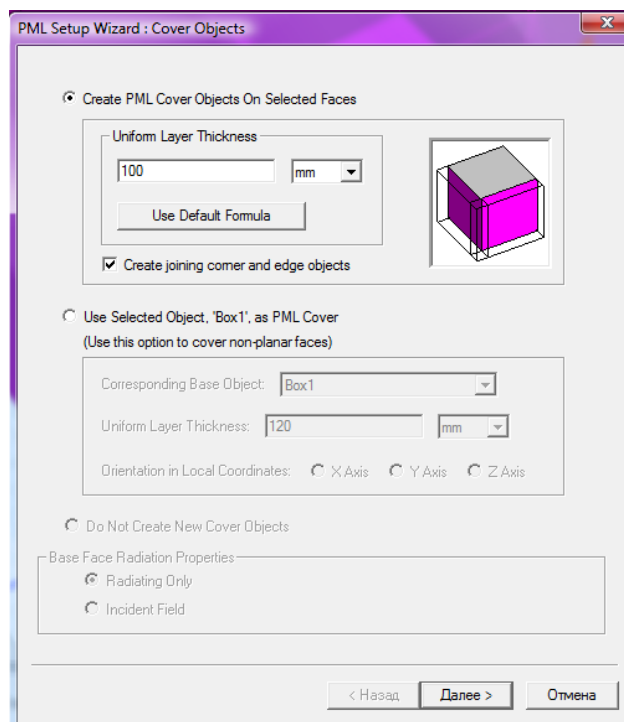 PML Setup Wizard : Cover Objects
Create PML Cover Objects On Selected Faces
Uniform Layer Thickness
100 mm
Use Default Formula
Create joining corner and edge objects
Use Selected Object, 'Box1', as PML Cover
(Use this option to cover non-planar faces)
Corresponding Base Object: Box1
Uniform Layer Thickness: 120 mm
Orientation in Local Coordinates: X Axis Y Axis Z Axis
Do Not Create New Cover Objects
Base Face Radiation Properties
Radiating Only
Incident Field
< Назад Далее > Отмена